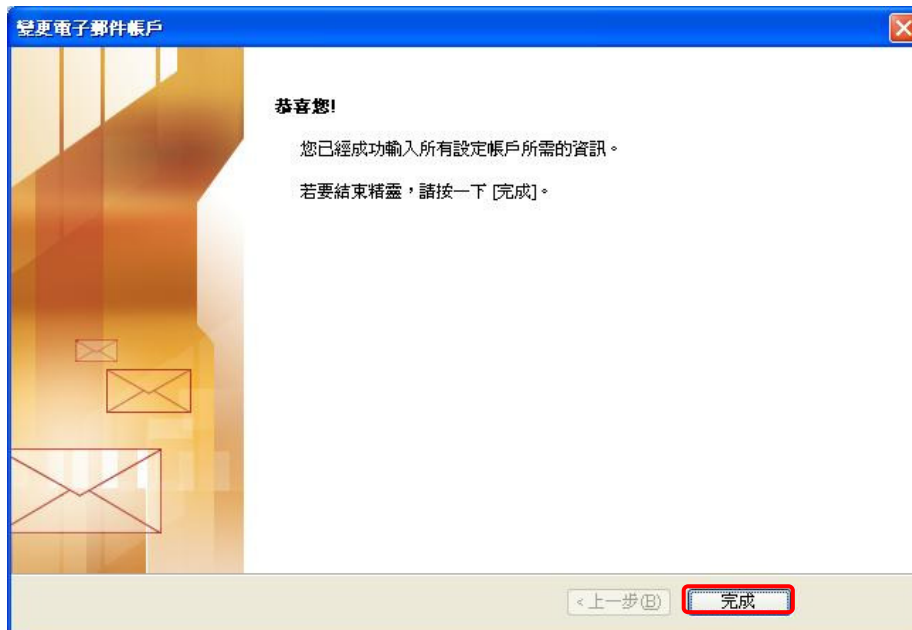 變更電子郵件帳戶
恭喜您!
您已經成功輸入所有設定帳戶所需的資訊。
若要結束精靈，請按一下 [完成]。
<上一步(B)
完成